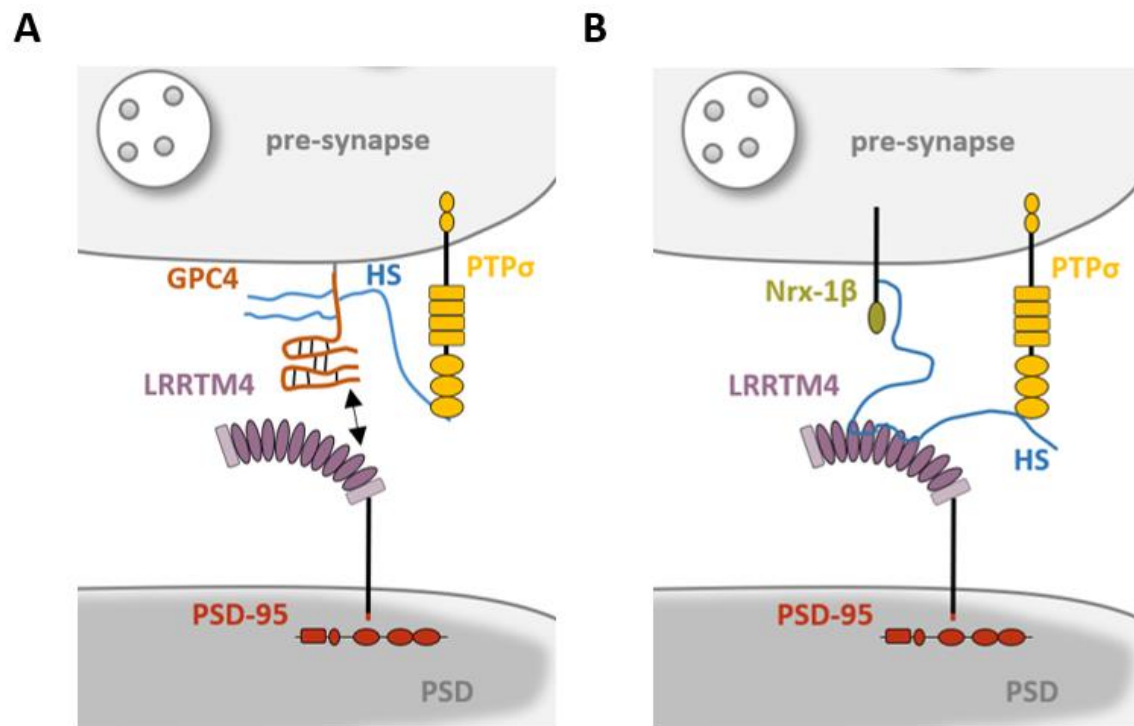 A
pre-synapse
GPC4
HS
PTPσ
LRRTM4
PSD-95
PSD
B
pre-synapse
Nrx-1β
PTPσ
LRRTM4
HS
PSD-95
PSD